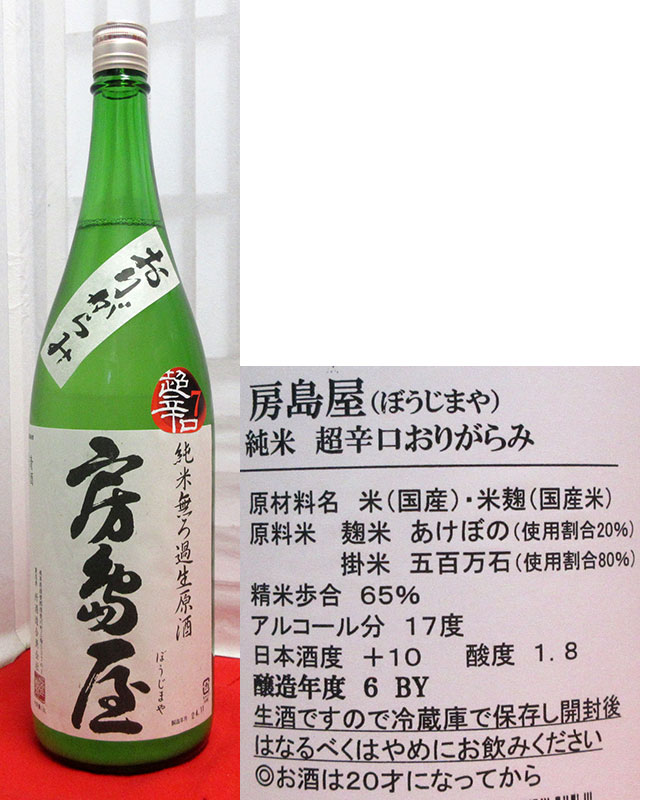 おりがらみ
超辛口
7
純米無ろ過生原酒
房島屋
ぼうじまや
清酒
房島屋(ぼうじまや)
純米 超辛口おりがらみ
原材料名 米(国産)・米麹(国産米)
原料米 麹米 あけぼの(使用割合20%)
掛米 五百万石(使用割合80%)
精米歩合 65%
アルコール分 17度
日本酒度 +10 酸度 1.8
醸造年度 6 BY
生酒ですので冷蔵庫で保存し開封後
はなるべくはやめにお飲みください
◎お酒は20才になってから